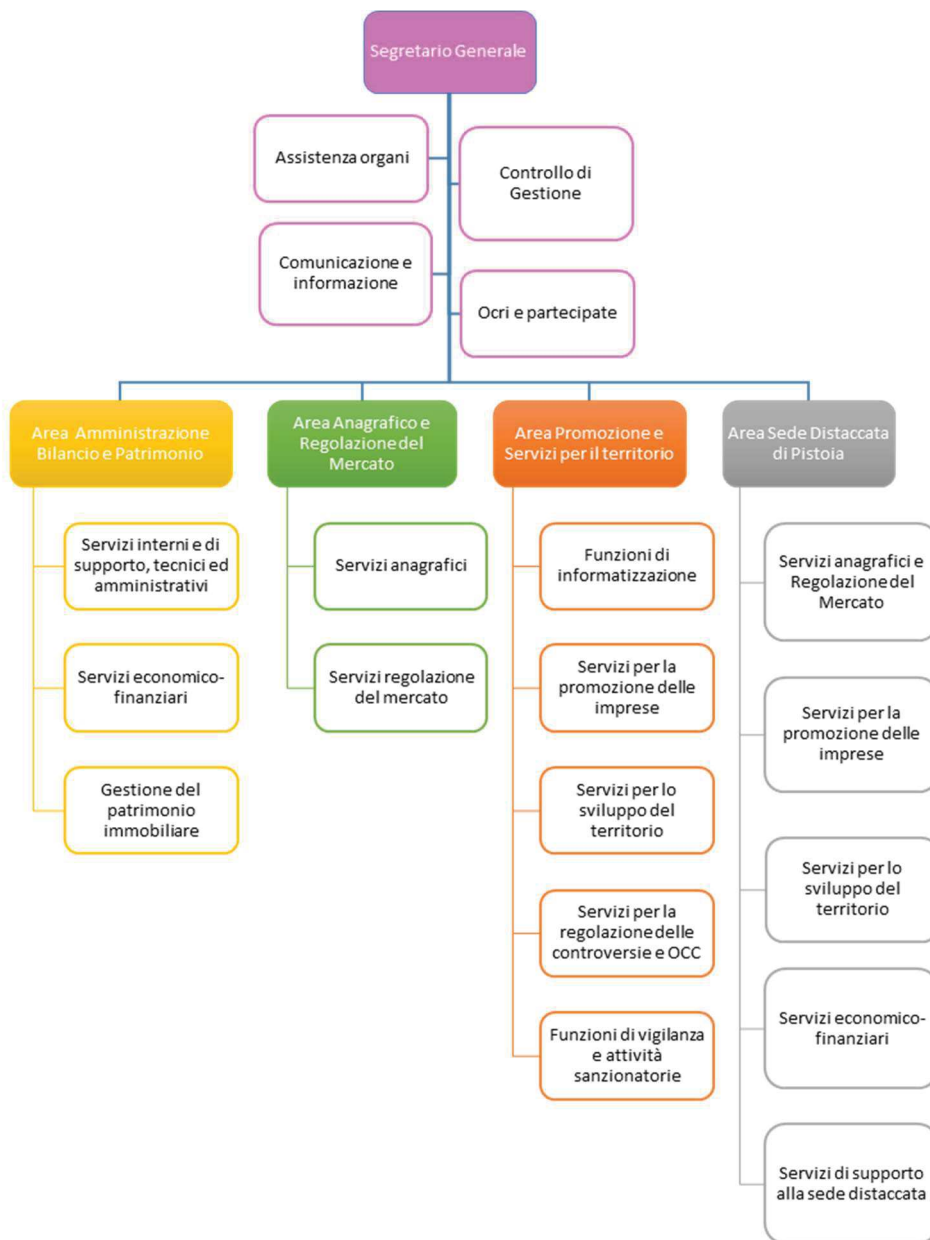 Segretario Generale
Assistenza organi
Controllo di
Gestione
Comunicazione e
informazione
Ocri e partecipate
Area Amministrazione
Bilancio e Patrimonio
Servizi interni e di
supporto, tecnici ed
amministrativi
Servizi economico-
finanziari
Gestione del
patrimonio
immobiliare
Area Anagrafico e
Regolazione del
Mercato
Servizi anagrafici
Servizi regolazione
del mercato
Area Promozione e
Servizi per il territorio
Funzioni di
informatizzazione
Servizi per la
promozione delle
imprese
Servizi per lo
sviluppo del
territorio
Servizi per la
regolazione delle
controversie e OCC
Funzioni di vigilanza
e attività
sanzionatorie
Area Sede Distaccata
di Pistoia
Servizi anagrafici e
Regolazione del
Mercato
Servizi per la
promozione delle
imprese
Servizi per lo
sviluppo del
territorio
Servizi economico-
finanziari
Servizi di supporto
alla sede distaccata